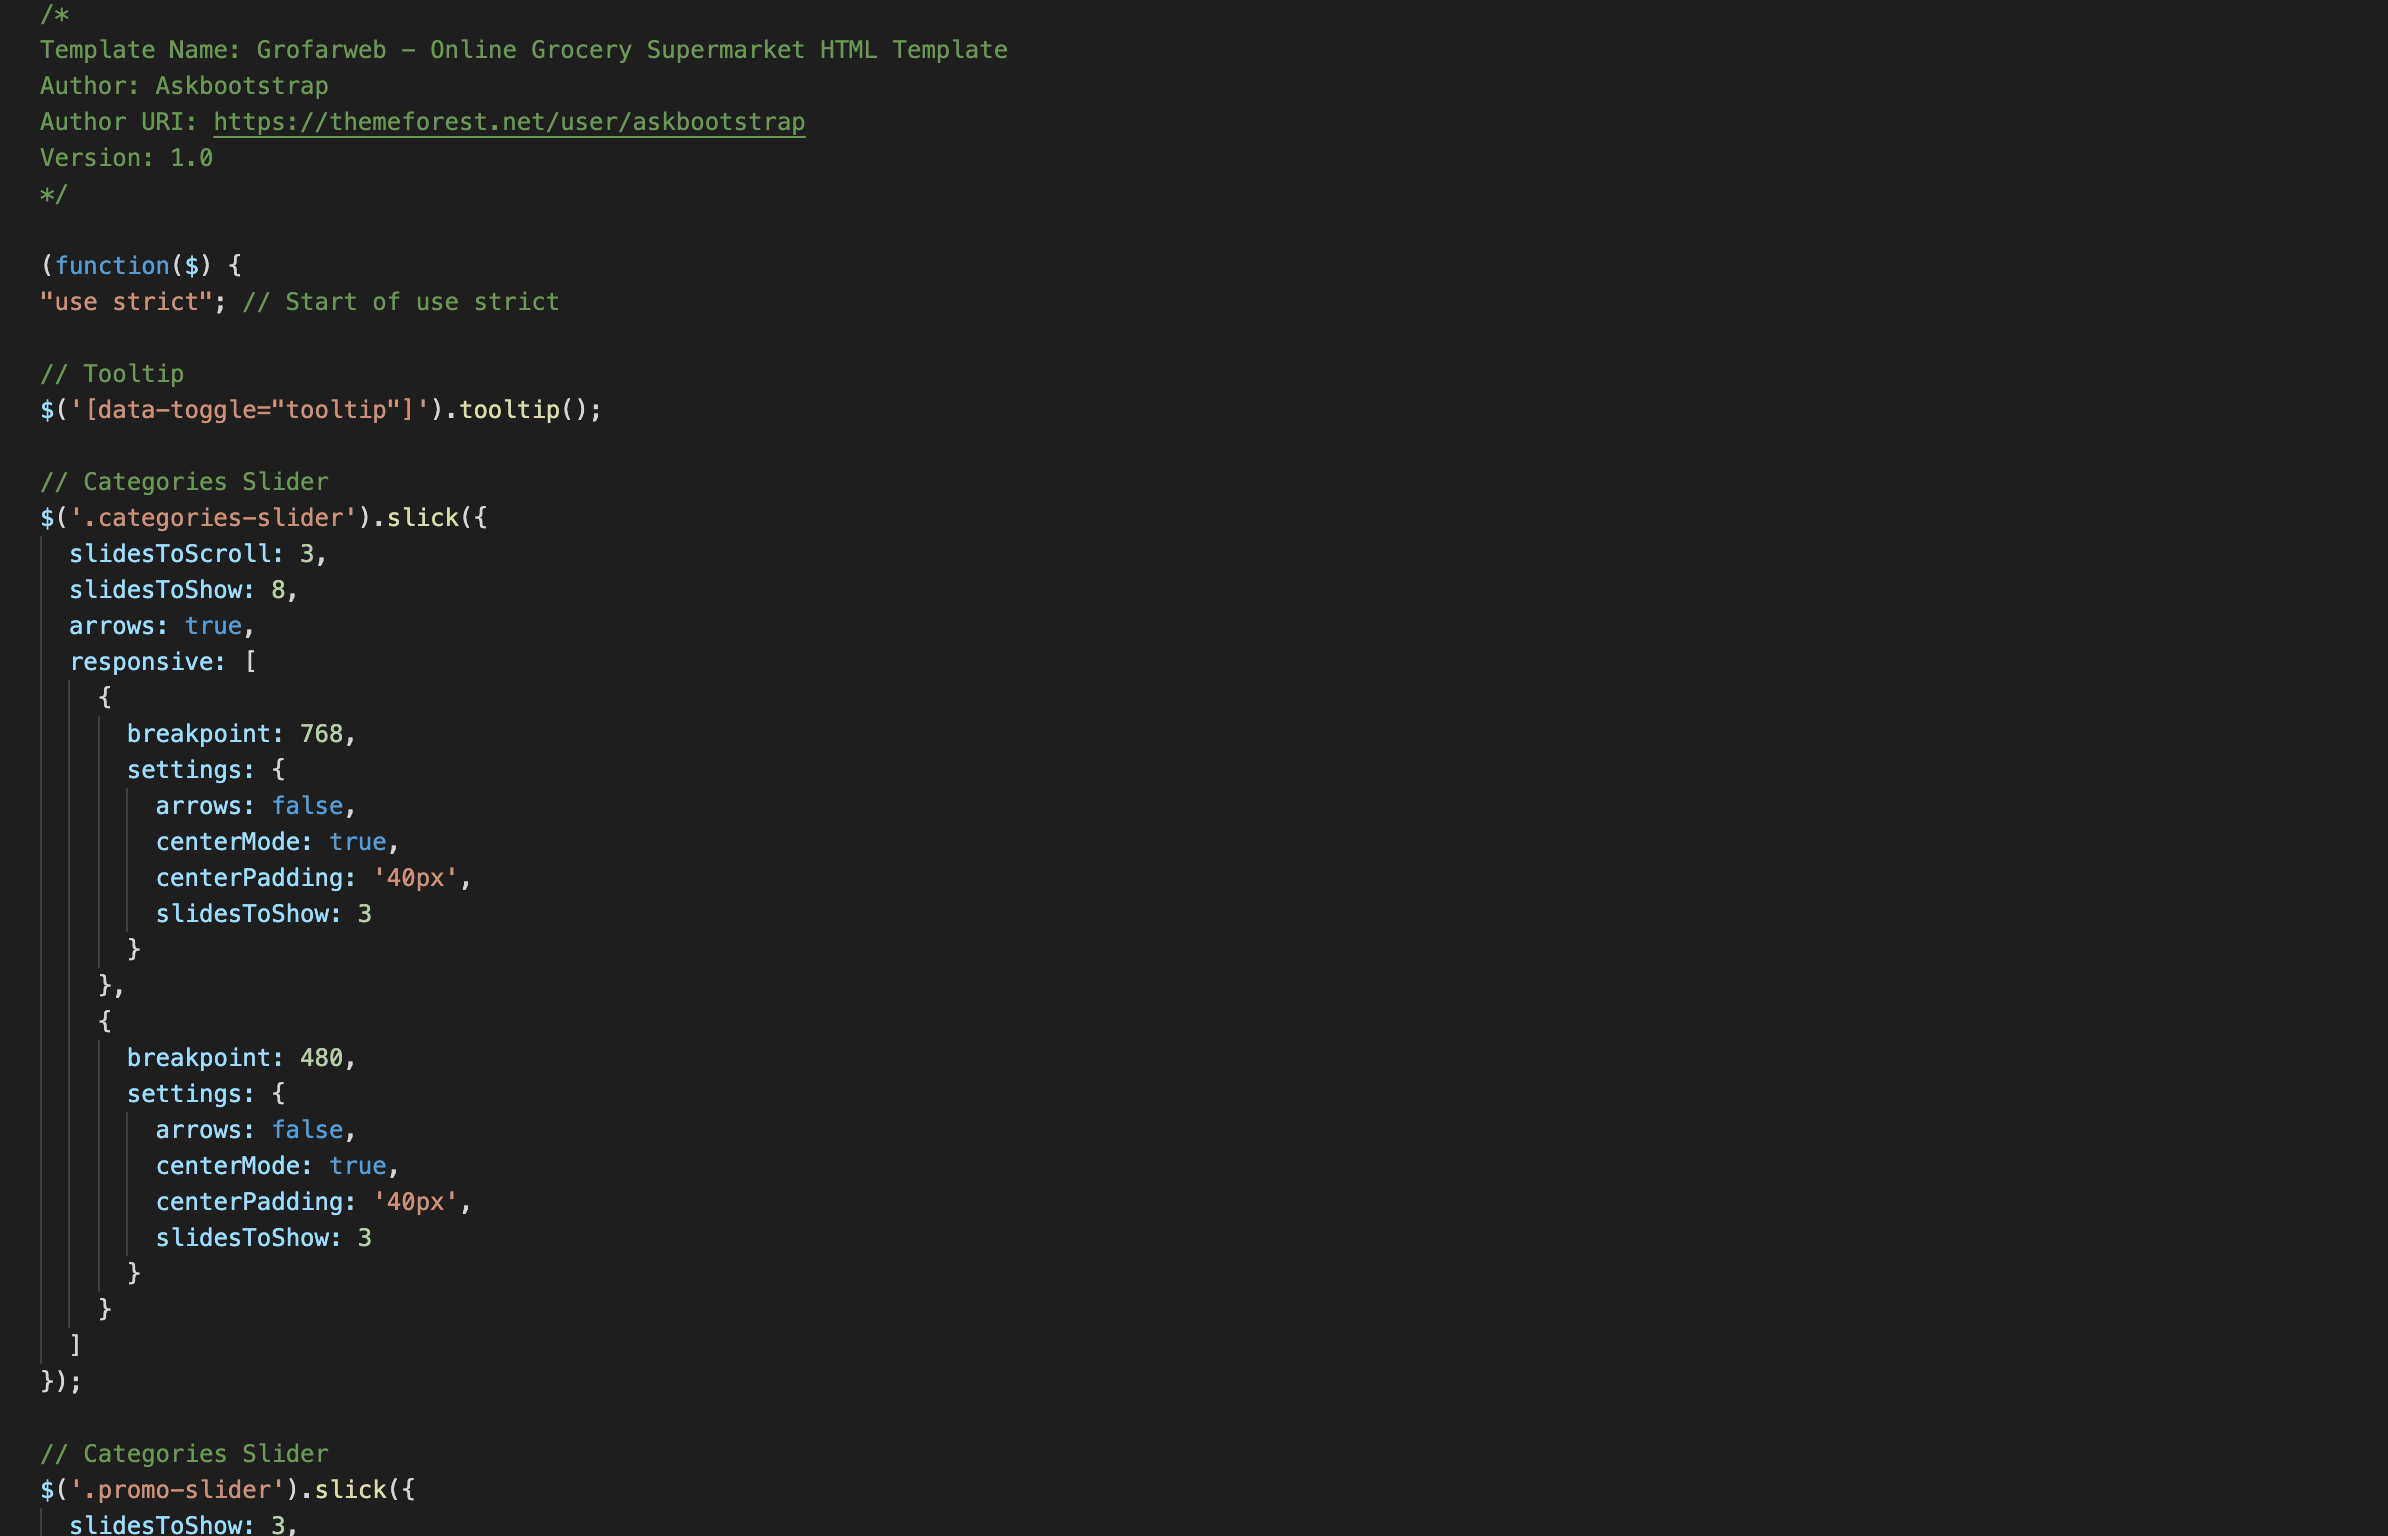 /*
Template Name: Grofarweb - Online Grocery Supermarket HTML Template
Author: Askbootstrap
Author URI: https://themeforest.net/user/askbootstrap
Version: 1.0
*/

(function($) {
"use strict"; // Start of use strict

// Tooltip
$('[data-toggle="tooltip"]').tooltip();

// Categories Slider
$('.categories-slider').slick({
  slidesToScroll: 3,
  slidesToShow: 8,
  arrows: true,
  responsive: [
    {
      breakpoint: 768,
      settings: {
        arrows: false,
        centerMode: true,
        centerPadding: '40px',
        slidesToShow: 3
      }
    },
    {
      breakpoint: 480,
      settings: {
        arrows: false,
        centerMode: true,
        centerPadding: '40px',
        slidesToShow: 3
      }
    }
  ]
});

// Categories Slider
$('.promo-slider').slick({
  slidesToShow: 3,